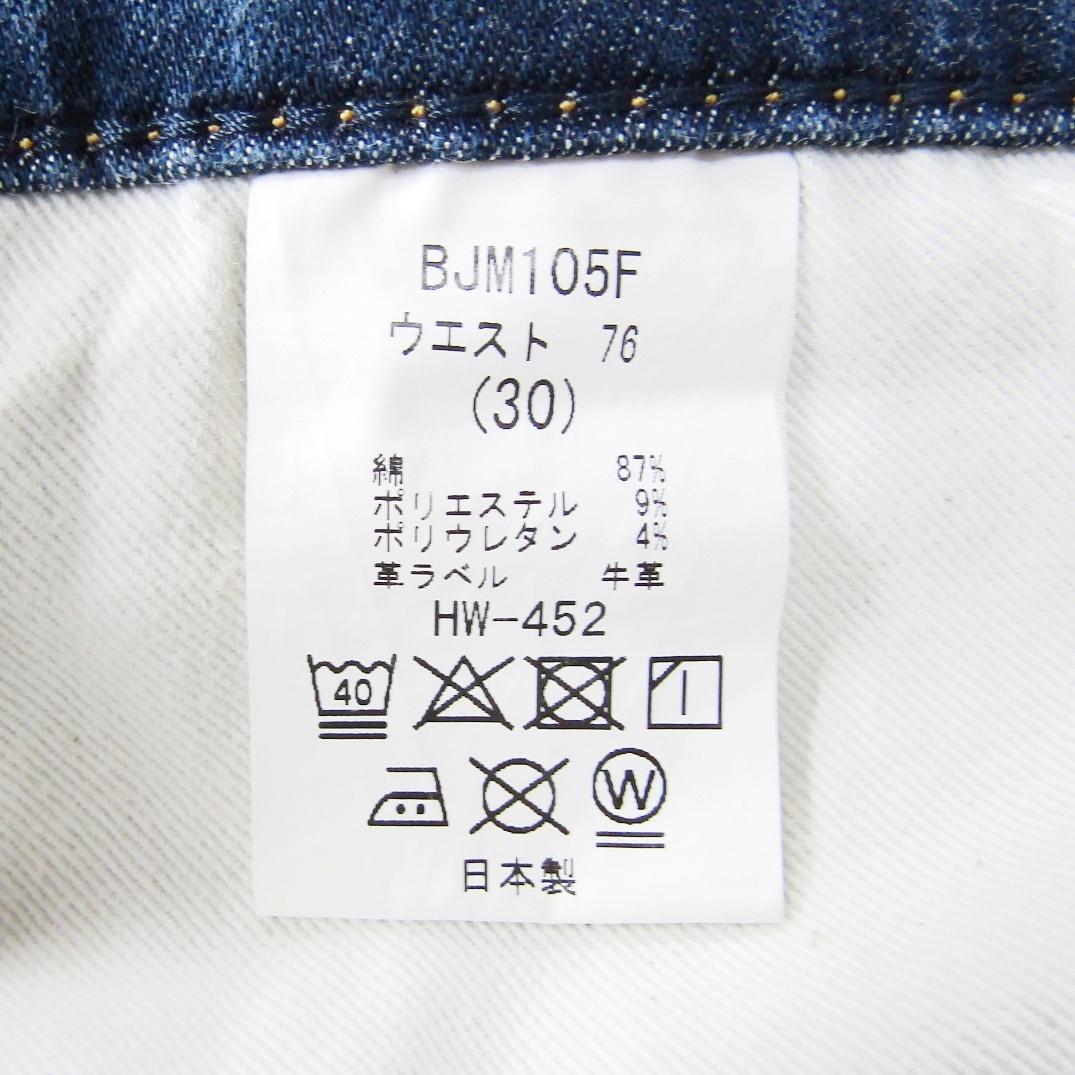 BJM105F
ウエスト 76
(30)
綿 87%
ポリエステル 9%
ポリウレタン 4%
革ラベル 牛革
HW-452
40
W
日本製